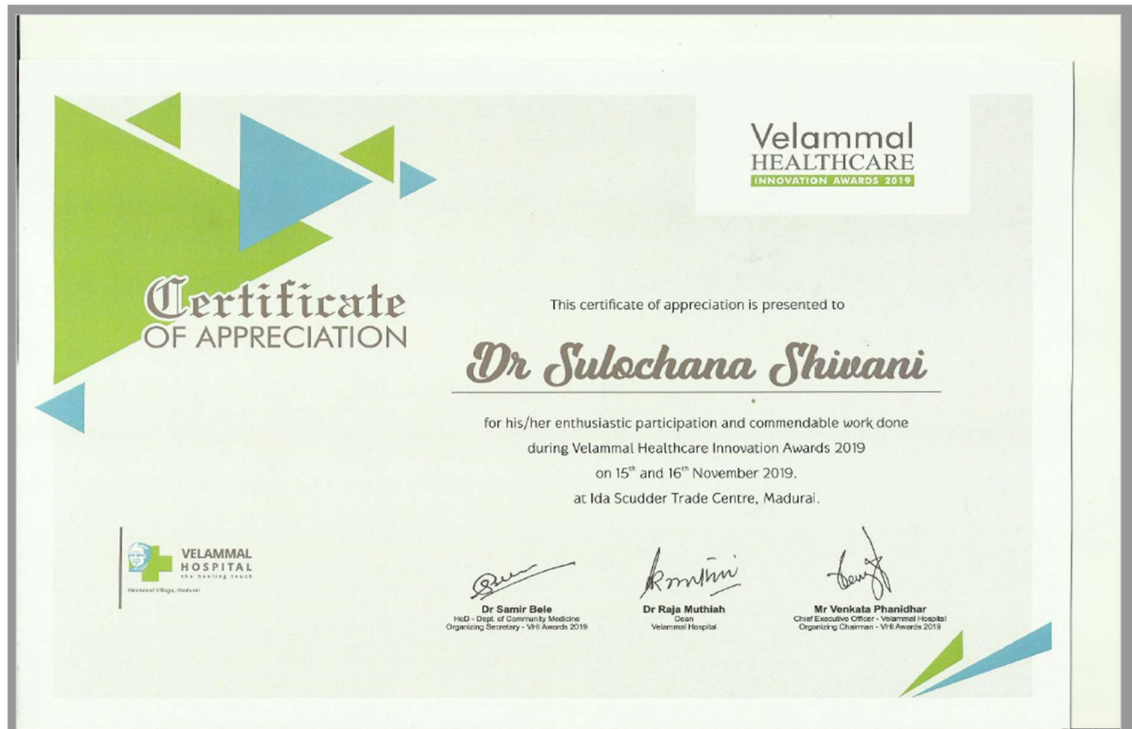 Velammal
HEALTHCARE
INNOVATION AWARDS 2019
Certificate
OF APPRECIATION
This certificate of appreciation is presented to
Dr Sulochana Shivani
for his/her enthusiastic participation and commendable work done
during Velammal Healthcare Innovation Awards 2019
on 15th and 16th November 2019.
at Ida Scudder Trade Centre, Madurai.
VELAMMAL
HOSPITAL
the healing touch
Velammal Village, Madurai
Dr Samir Bele
HoD - Dept. of Community Medicine
Organizing Secretary - VHI Awards 2019
Dr Raja Muthiah
Dean
Velammal Hospital
Mr Venkata Phanidhar
Chief Executive Officer - Velammal Hospital
Organizing Chairman - VHI Awards 2019